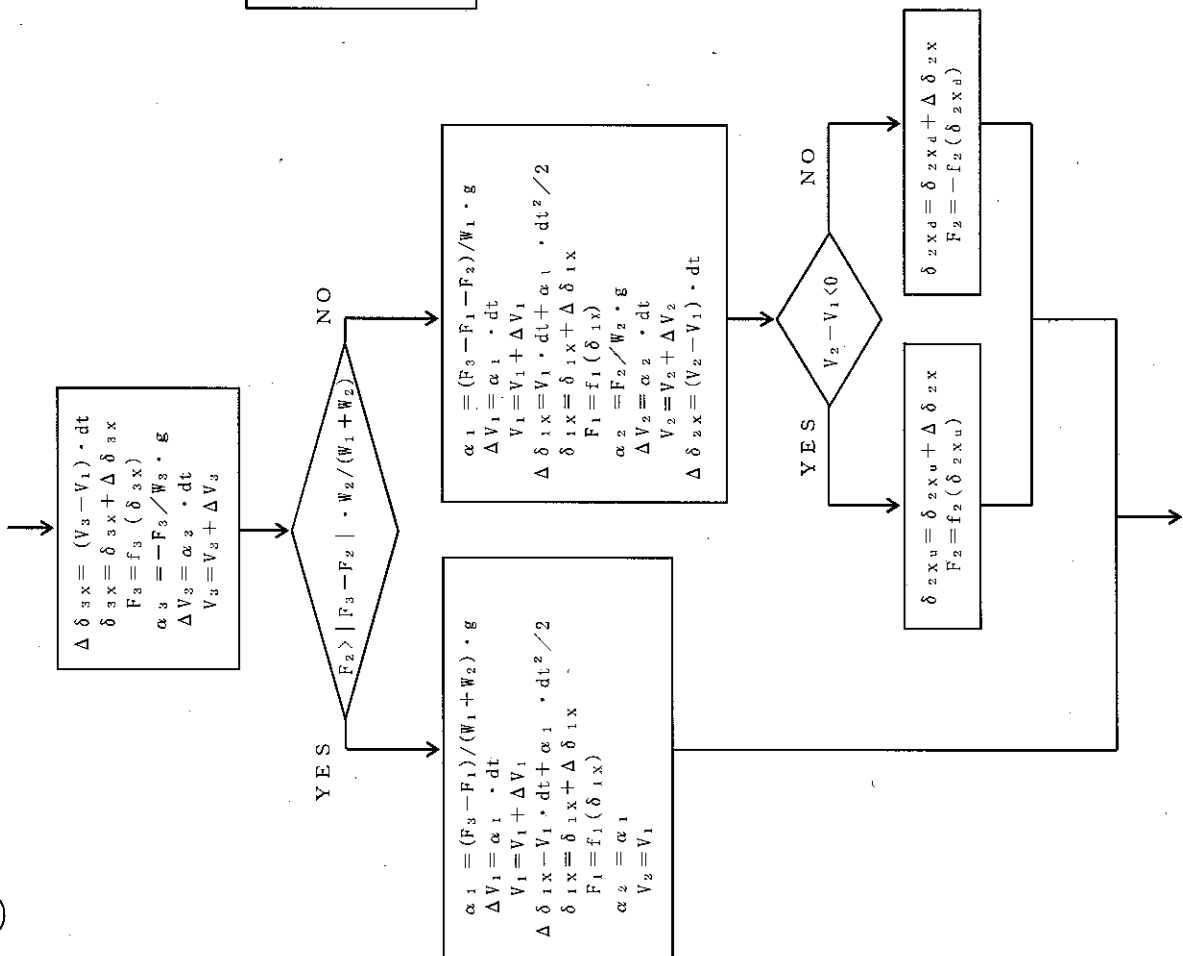 Δδ₃ₓ=(V₃−V₁)・dt
δ₃ₓ=δ₃ₓ+Δδ₃ₓ
F₃=f₃(δ₃ₓ)
α₃=−F₃/W₃・g
ΔV₃=α₃・dt
V₃=V₃+ΔV₃
F₂>|F₃−F₂|・W₂/(W₁+W₂)
YES
NO
α₁=(F₃−F₁)/(W₁+W₂)・g
ΔV₁=α₁・dt
V₁=V₁+ΔV₁
Δδ₁ₓ−V₁・dt+α₁・dt²/2
δ₁ₓ=δ₁ₓ+Δδ₁ₓ
F₁=f₁(δ₁ₓ)
α₂=α₁
V₂=V₁
α₁=(F₃−F₁−F₂)/W₁・g
ΔV₁=α₁・dt
V₁=V₁+ΔV₁
Δδ₁ₓ=V₁・dt+α₁・dt²/2
δ₁ₓ=δ₁ₓ+Δδ₁ₓ
F₁=f₁(δ₁ₓ)
α₂=F₂/W₂・g
ΔV₂=α₂・dt
V₂=V₂+ΔV₂
Δδ₂ₓ=(V₂−V₁)・dt
V₂−V₁<0
YES
NO
δ₂ₓᵤ=δ₂ₓᵤ+Δδ₂ₓ
F₂=f₂(δ₂ₓᵤ)
δ₂ₓd=δ₂ₓd+Δδ₂ₓ
F₂=−f₂(δ₂ₓd)